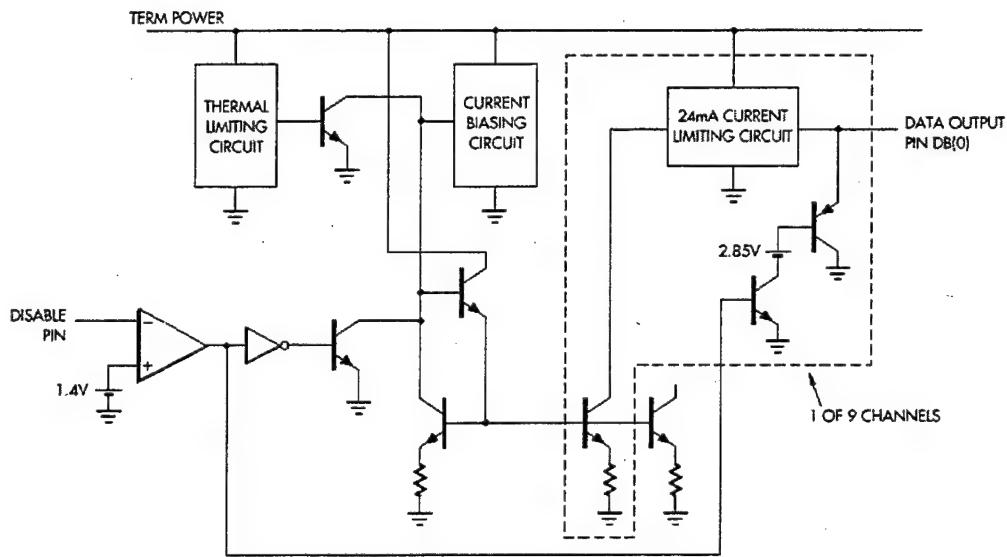 TERM POWER
THERMAL
LIMITING
CIRCUIT
CURRENT
BIASING
CIRCUIT
24mA CURRENT
LIMITING CIRCUIT
DATA OUTPUT
PIN DB(0)
2.85V
DISABLE
PIN
−
+
1.4V
1 OF 9 CHANNELS